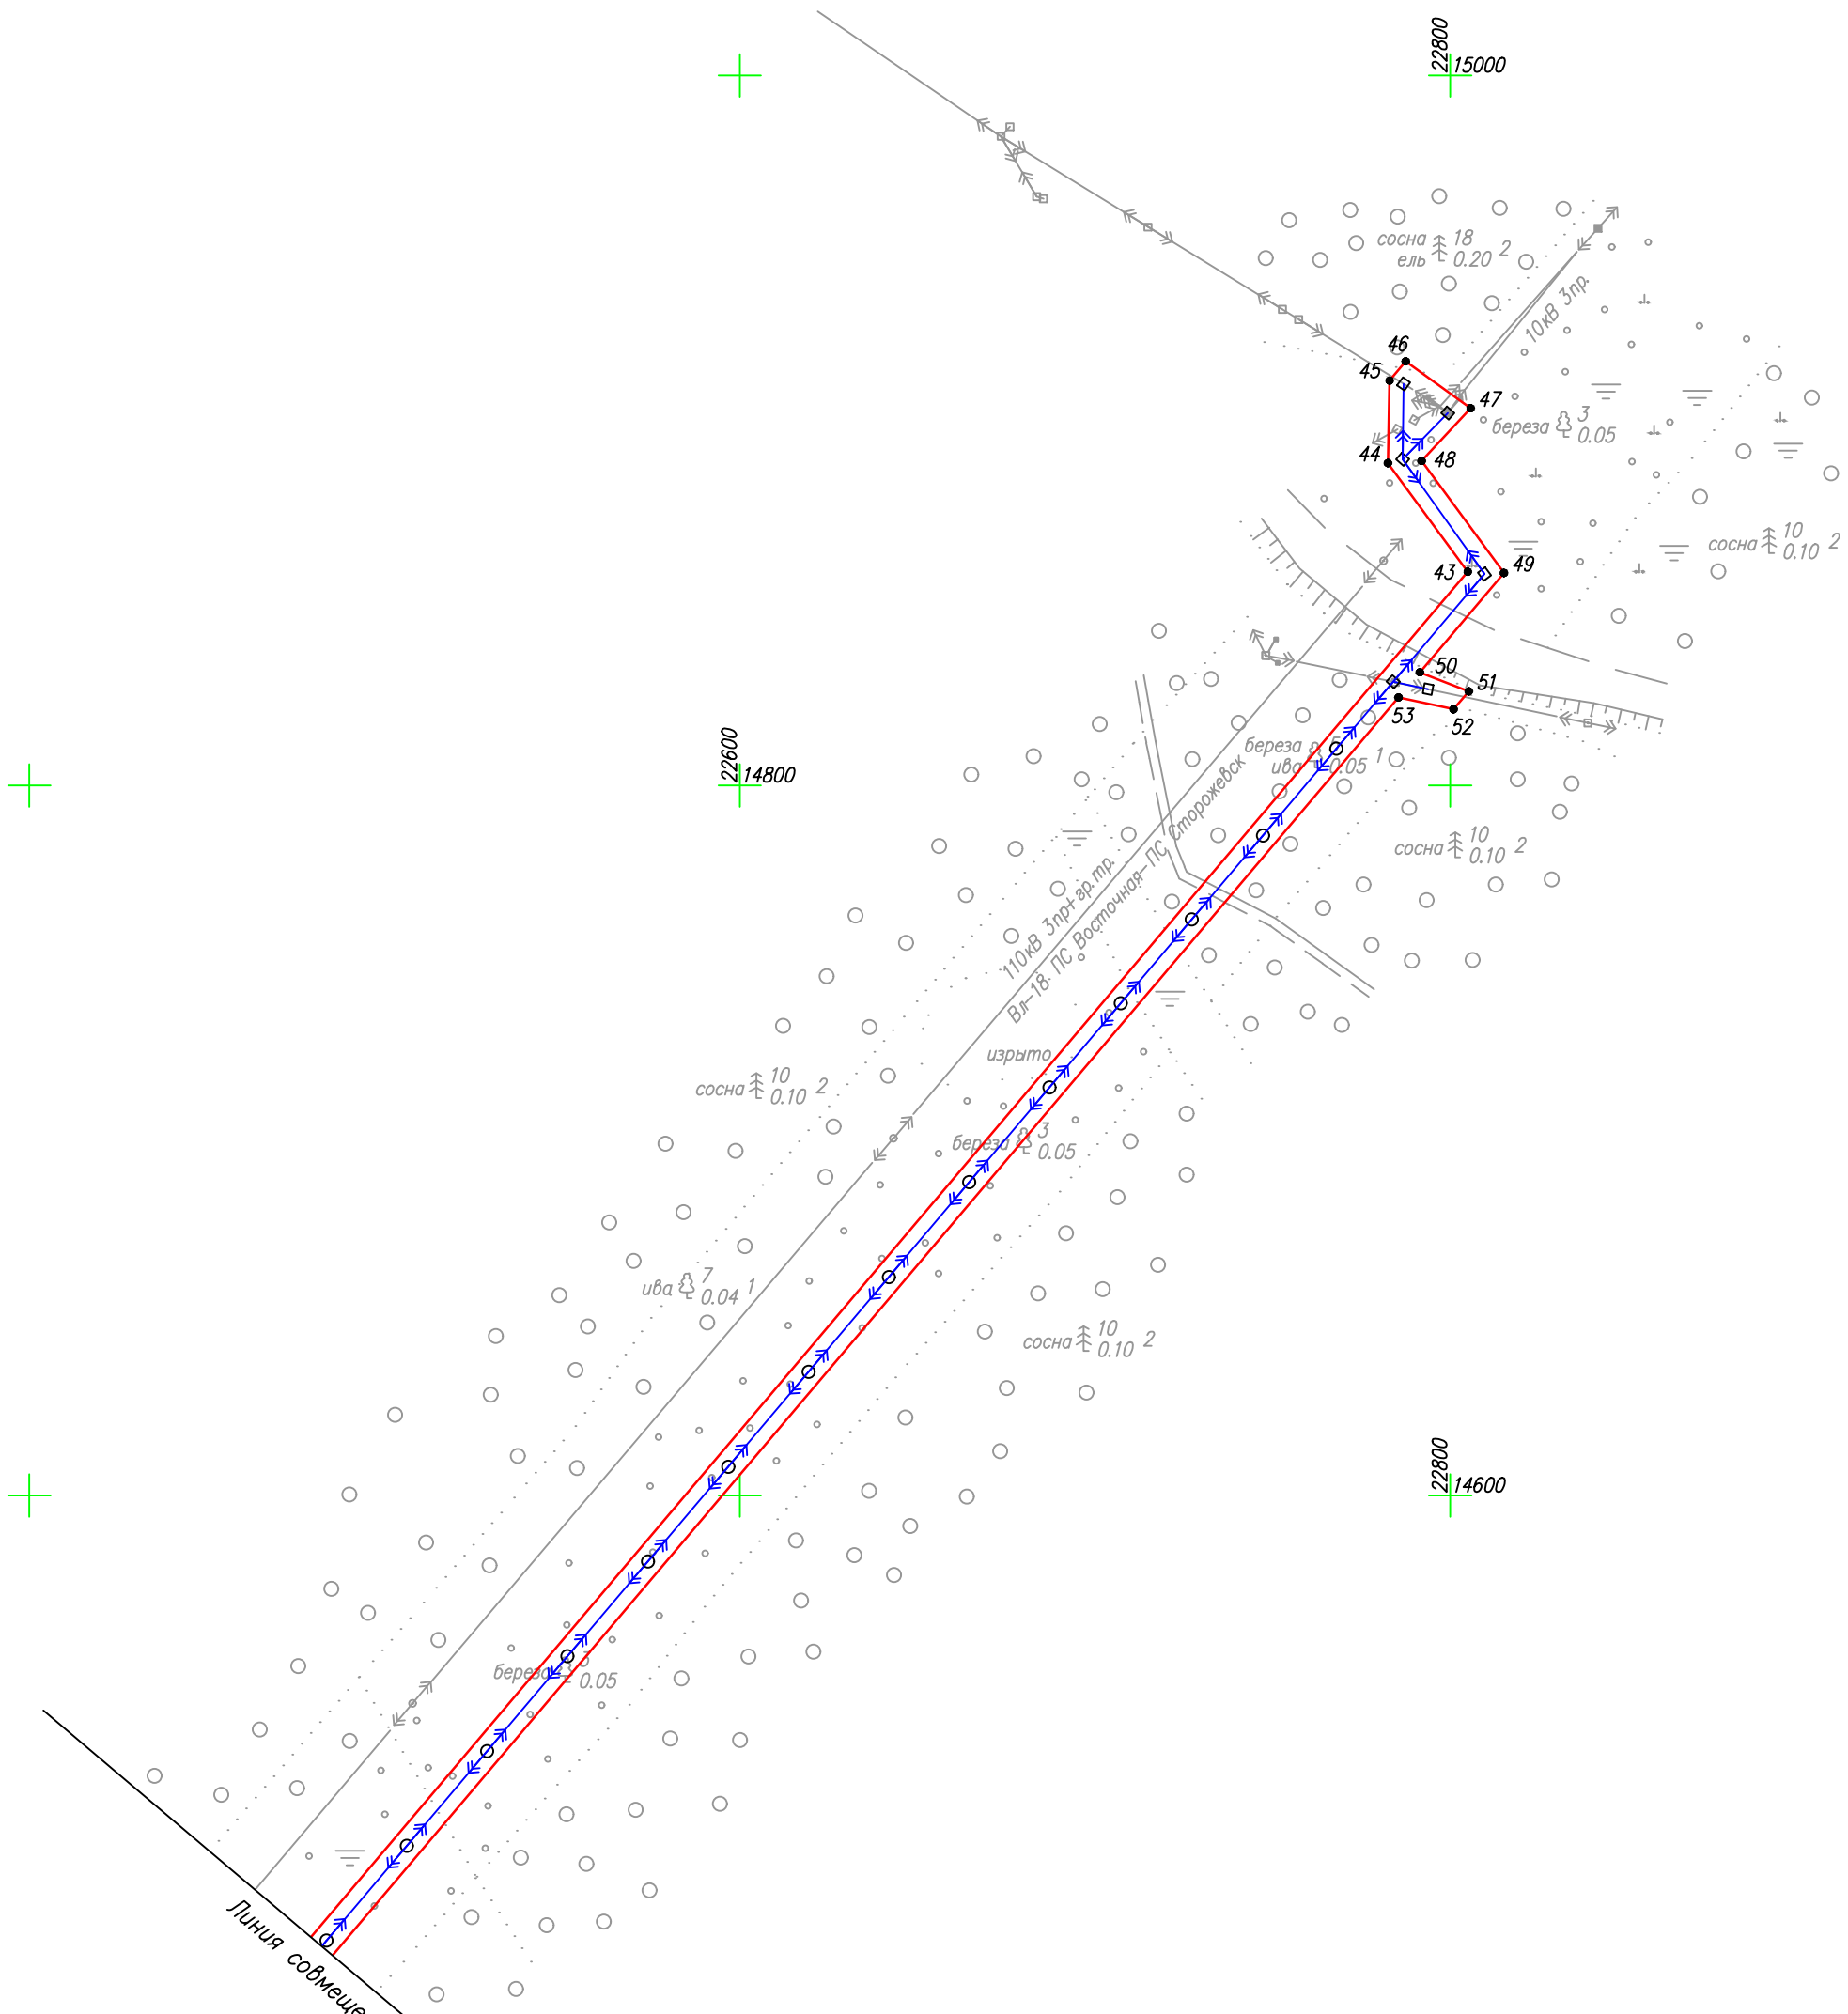 22800
15000
сосна 18
ель 0.20 2
10кВ 3пр.
46
45
47
береза 3
0.05
44
48
сосна 10
0.10 2
43
49
50
51
53
52
22600
14800
береза 5
ива 0.05 1
сосна 10
0.10 2
110кВ 3пр+гр.тр.
Вл-18 ПС Восточная-ПС Сторожевск
изрыто
сосна 10
0.10 2
береза 3
0.05
ива 7
0.04 1
сосна 10
0.10 2
22800
14600
береза
0.05
Линия совмеще